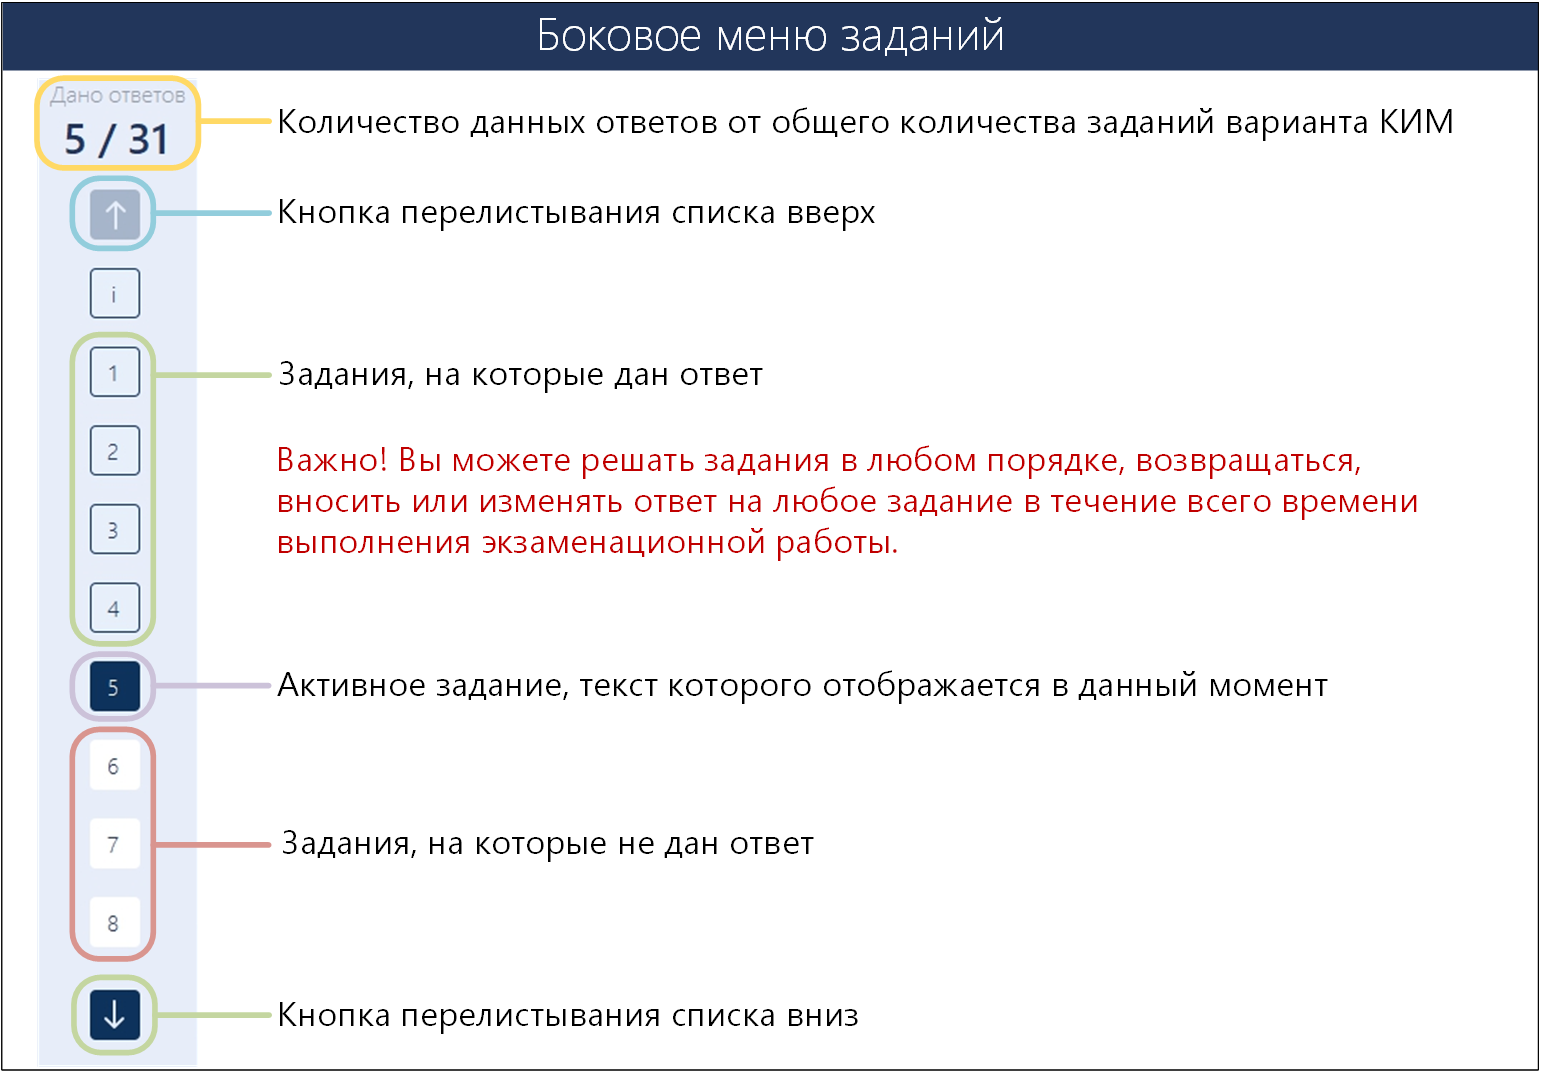 Боковое меню заданий
Дано ответов
5 / 31
Количество данных ответов от общего количества заданий варианта КИМ
↑
Кнопка перелистывания списка вверх
i
1
Задания, на которые дан ответ
2
Важно! Вы можете решать задания в любом порядке, возвращаться,
вносить или изменять ответ на любое задание в течение всего времени
выполнения экзаменационной работы.
3
4
5
Активное задание, текст которого отображается в данный момент
6
7
Задания, на которые не дан ответ
8
↓
Кнопка перелистывания списка вниз